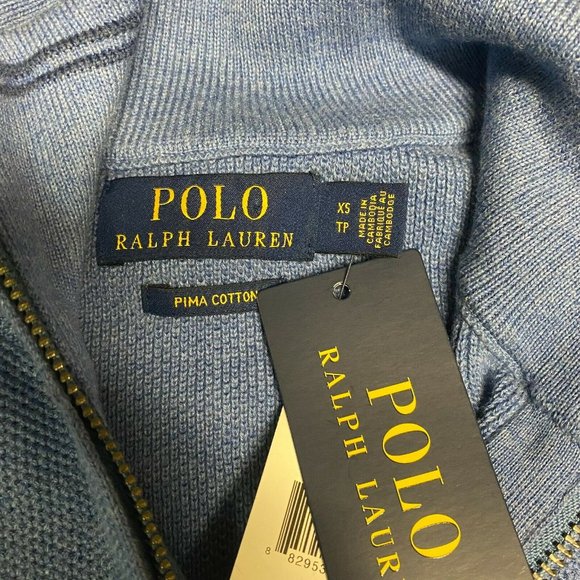 POLO
RALPH LAUREN
XS
TP
MADE IN
CAMBODIA
FABRIQUÉ AU
CAMBODGE
PIMA COTTON
POLO
RALPH LAUR
8 82953